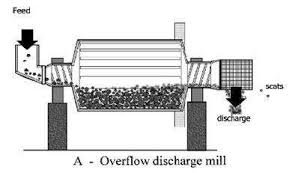 Feed
scats
discharge
A - Overflow discharge mill